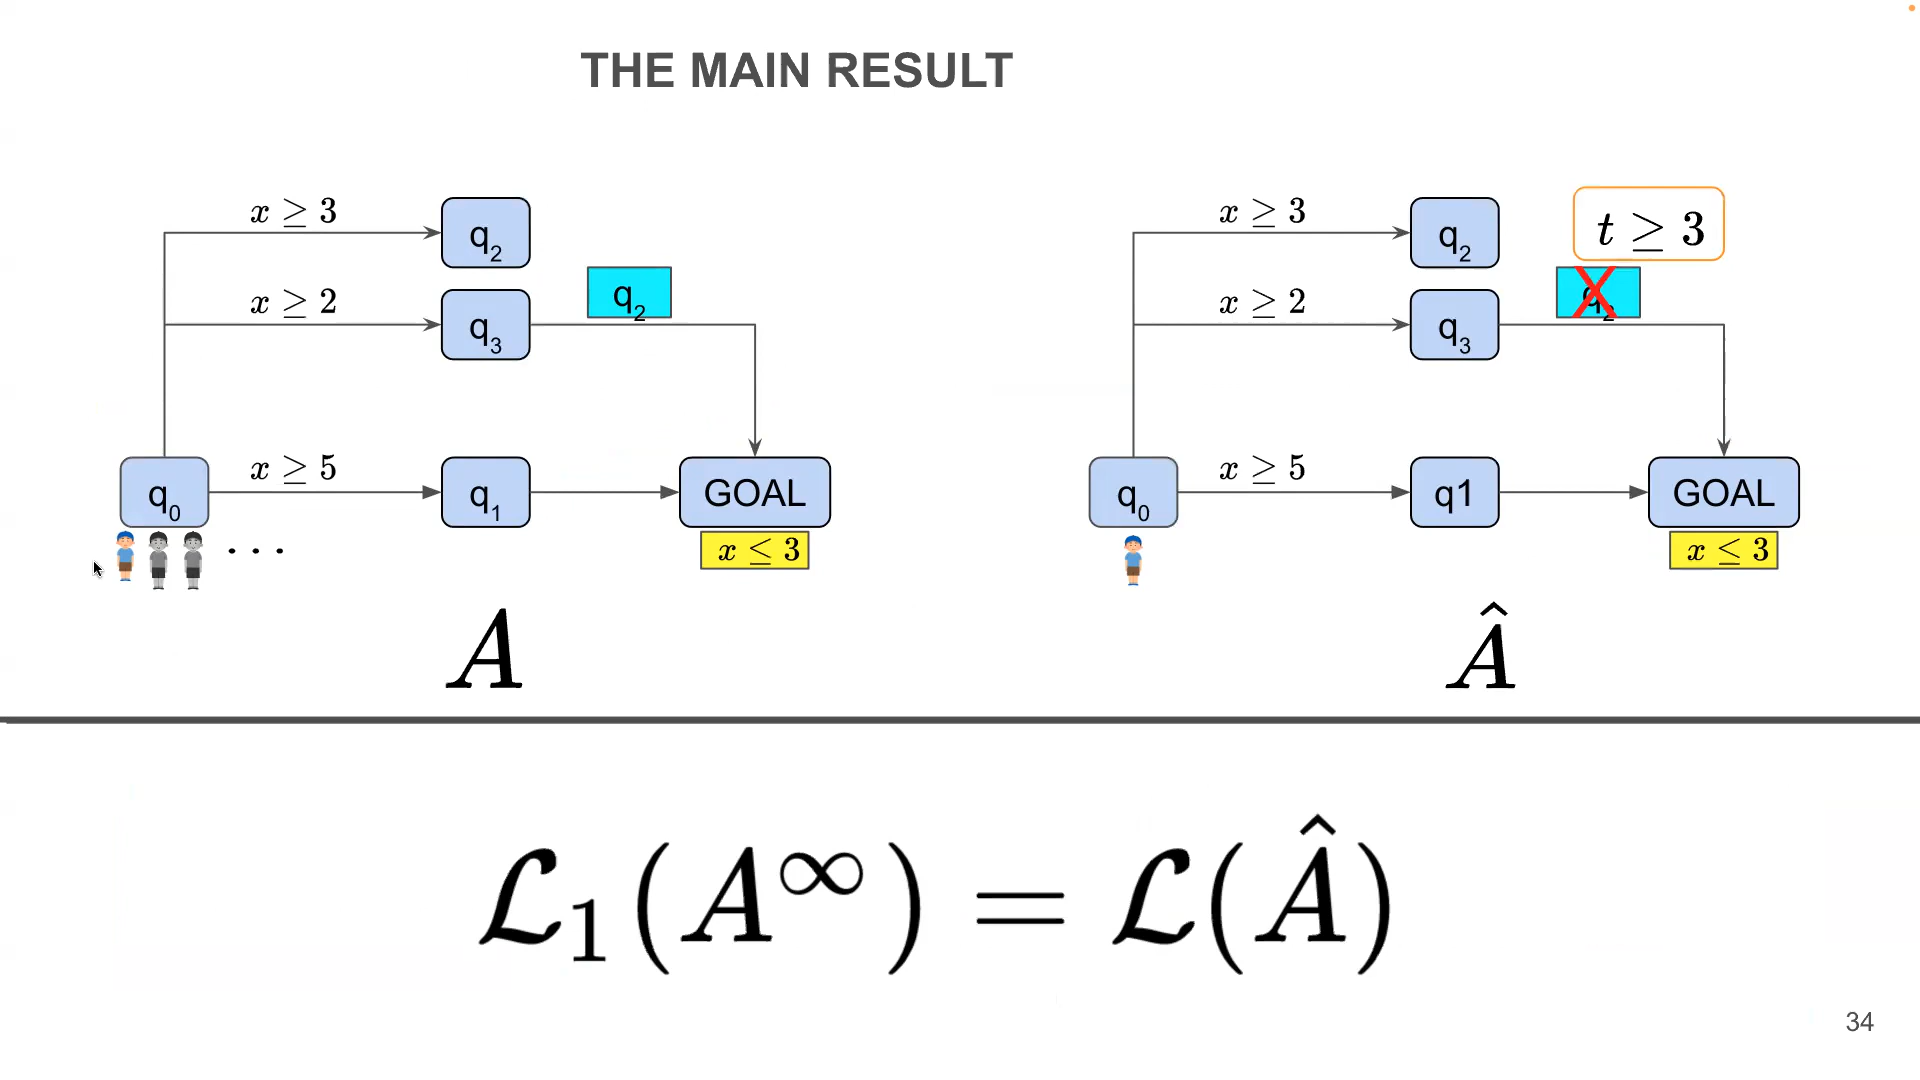 THE MAIN RESULT
x ≥ 3
q₂
x ≥ 2
q₃
q₂
q₀
x ≥ 5
q₁
GOAL
x ≤ 3
...
A
x ≥ 3
q₂
t ≥ 3
x ≥ 2
q₃
q₂
q₀
x ≥ 5
q1
GOAL
x ≤ 3
Â
ℒ₁(A^∞) = ℒ(Â)
34